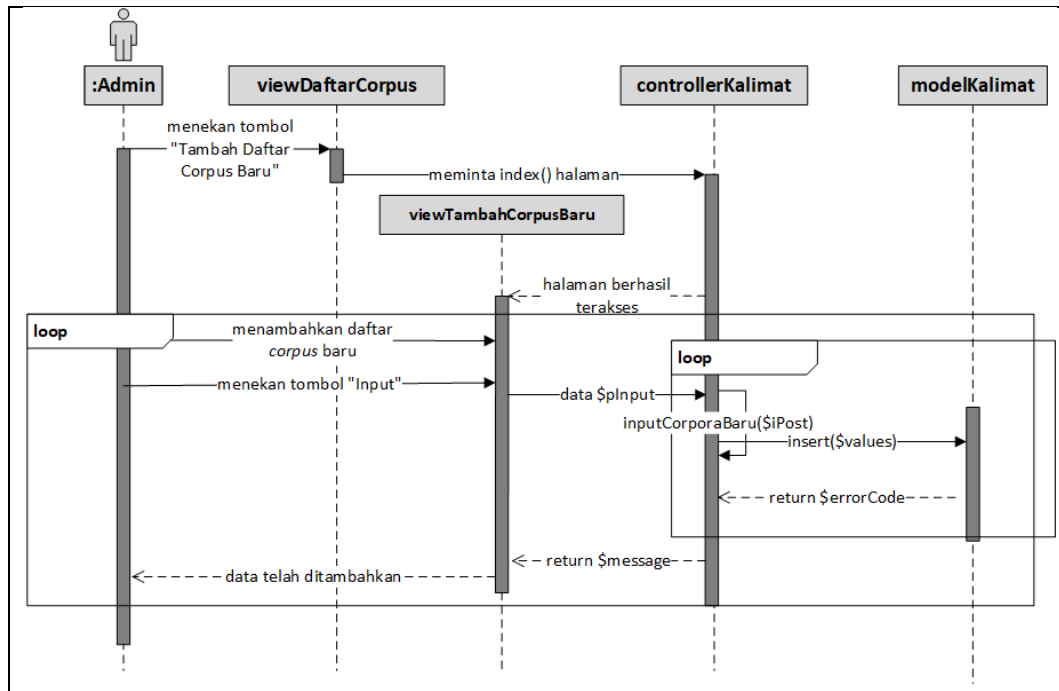 :Admin
viewDaftarCorpus
controllerKalimat
modelKalimat
menekan tombol
"Tambah Daftar
Corpus Baru"
meminta index() halaman
viewTambahCorpusBaru
halaman berhasil
terakses
loop
menambahkan daftar
corpus baru
loop
menekan tombol "Input"
data $pInput
inputCorporaBaru($iPost)
insert($values)
return $errorCode
return $message
data telah ditambahkan